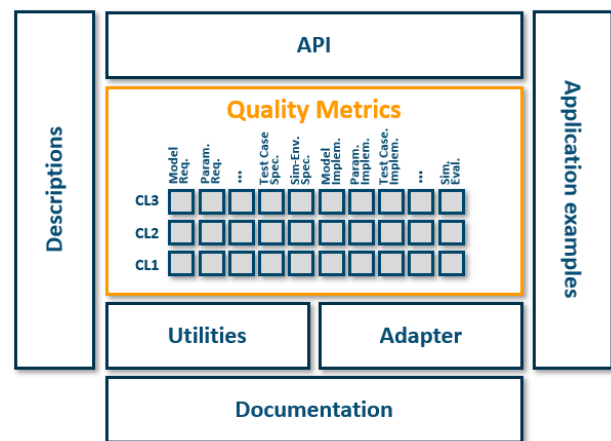 API
Descriptions
Quality Metrics
Model
Req.
Param.
Req.
...
Test Case
Spec.
Sim-Env.
Spec.
Model
Implem.
Param.
Implem.
Test Case.
Implem.
...
Sim.
Eval.
CL3
CL2
CL1
Application examples
Utilities
Adapter
Documentation